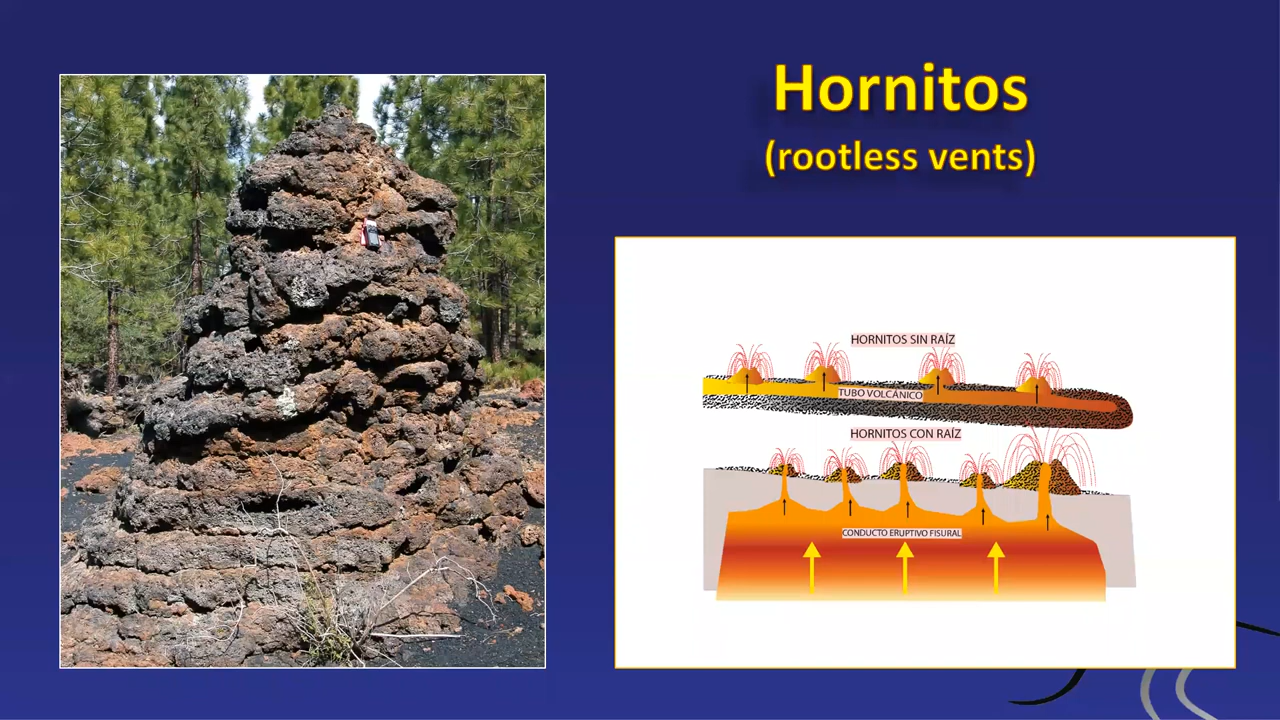 Hornitos
(rootless vents)
HORNITOS SIN RAÍZ
TUBO VOLCÁNICO
HORNITOS CON RAÍZ
CONDUCTO ERUPTIVO FISURAL